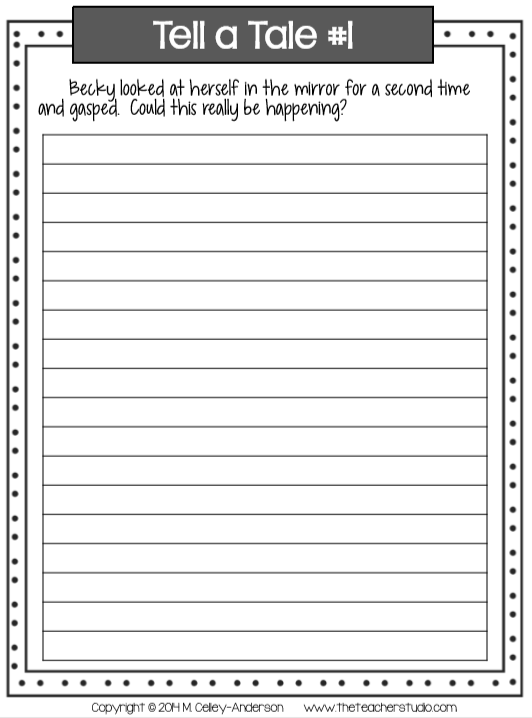 Tell a Tale #1
Becky looked at herself in the mirror for a second time
and gasped. Could this really be happening?
Copyright © 2014 M. Celley-Anderson www.theteacherstudio.com